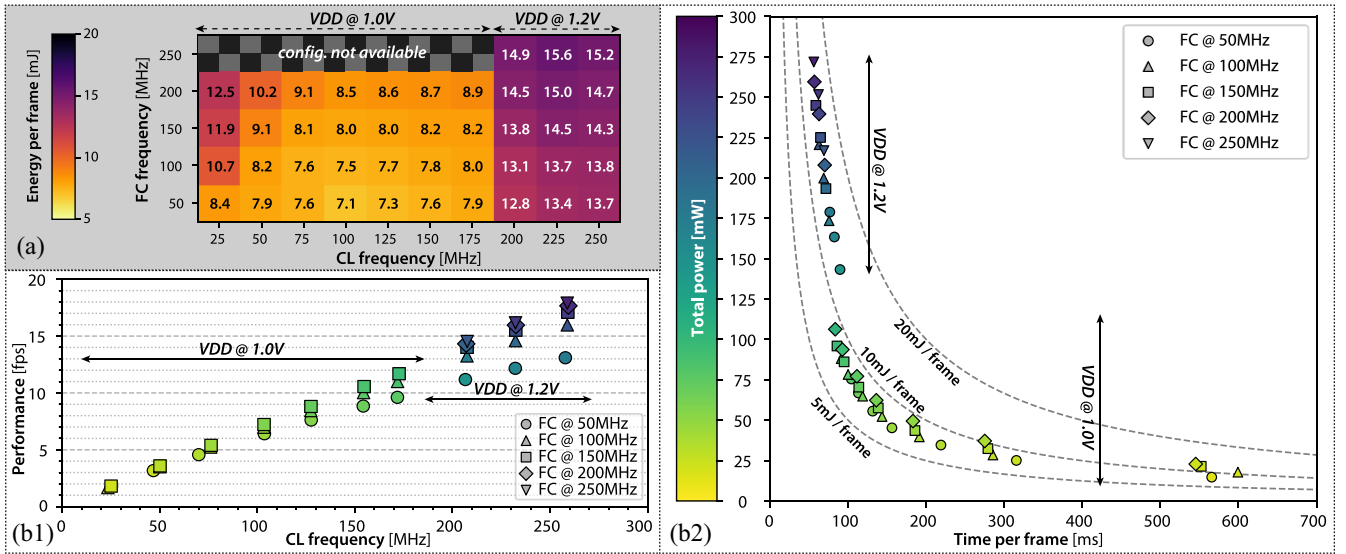 VDD @ 1.0V VDD @ 1.2V
Energy per frame [mJ]
20
15
10
5
FC frequency [MHz]
250 config. not available 14.9 15.6 15.2
200 12.5 10.2 9.1 8.5 8.6 8.7 8.9 14.5 15.0 14.7
150 11.9 9.1 8.1 8.0 8.0 8.2 8.2 13.8 14.5 14.3
100 10.7 8.2 7.6 7.5 7.7 7.8 8.0 13.1 13.7 13.8
50 8.4 7.9 7.6 7.1 7.3 7.6 7.9 12.8 13.4 13.7
25 50 75 100 125 150 175 200 225 250
CL frequency [MHz]
(a)
Performance [fps]
20
15
10
5
0
VDD @ 1.0V
VDD @ 1.2V
FC @ 50MHz
FC @ 100MHz
FC @ 150MHz
FC @ 200MHz
FC @ 250MHz
0 50 100 150 200 250 300
CL frequency [MHz]
(b1)
Total power [mW]
300
275
250
225
200
175
150
125
100
75
50
25
0
FC @ 50MHz
FC @ 100MHz
FC @ 150MHz
FC @ 200MHz
FC @ 250MHz
VDD @ 1.2V
VDD @ 1.0V
20mJ / frame
10mJ / frame
5mJ / frame
0 100 200 300 400 500 600 700
Time per frame [ms]
(b2)